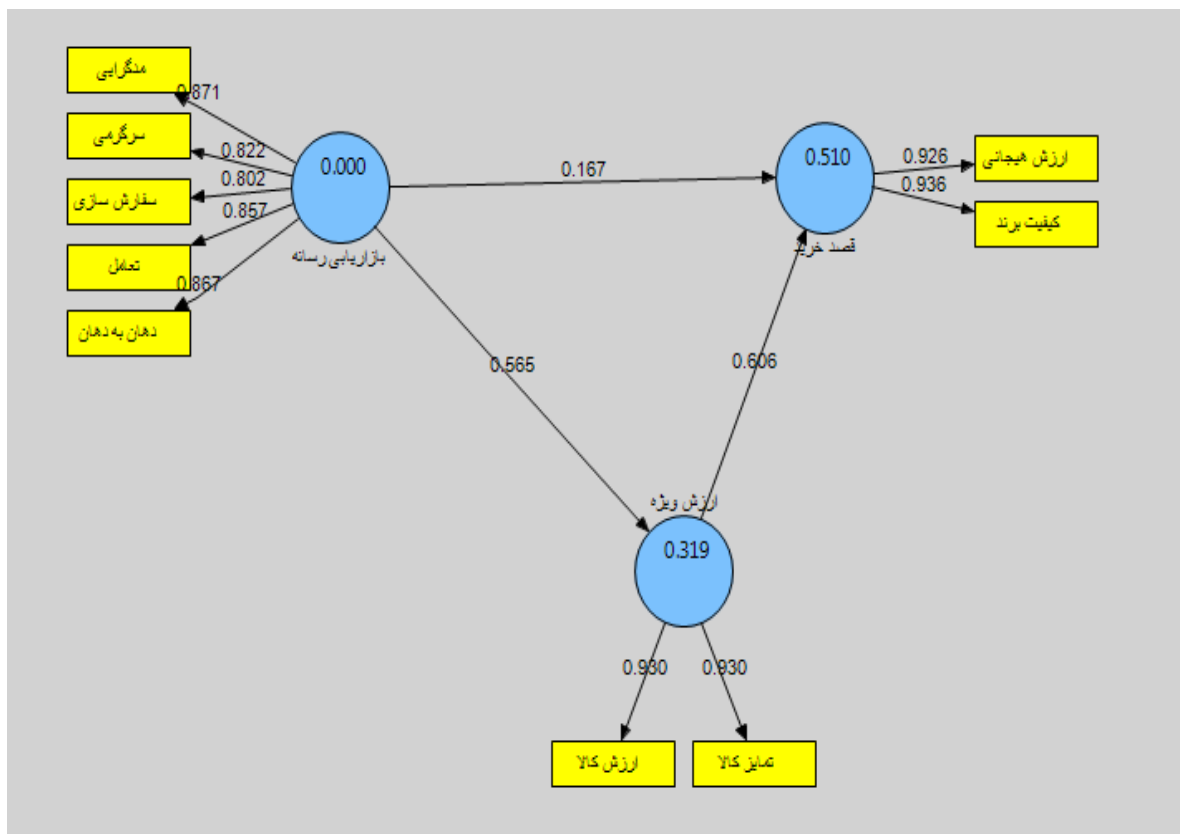 مدگرایی
0.871
سرگرمی
0.822
سفارش سازی
0.802
تعامل
0.857
دهان به دهان
0.867
0.000
بازاریابی رسانه
0.167
0.510
قصد خرید
0.926
ارزش هیجانی
0.936
کیفیت برند
0.565
0.606
ارزش ویژه
0.319
0.930
0.930
ارزش کالا
تمایز کالا